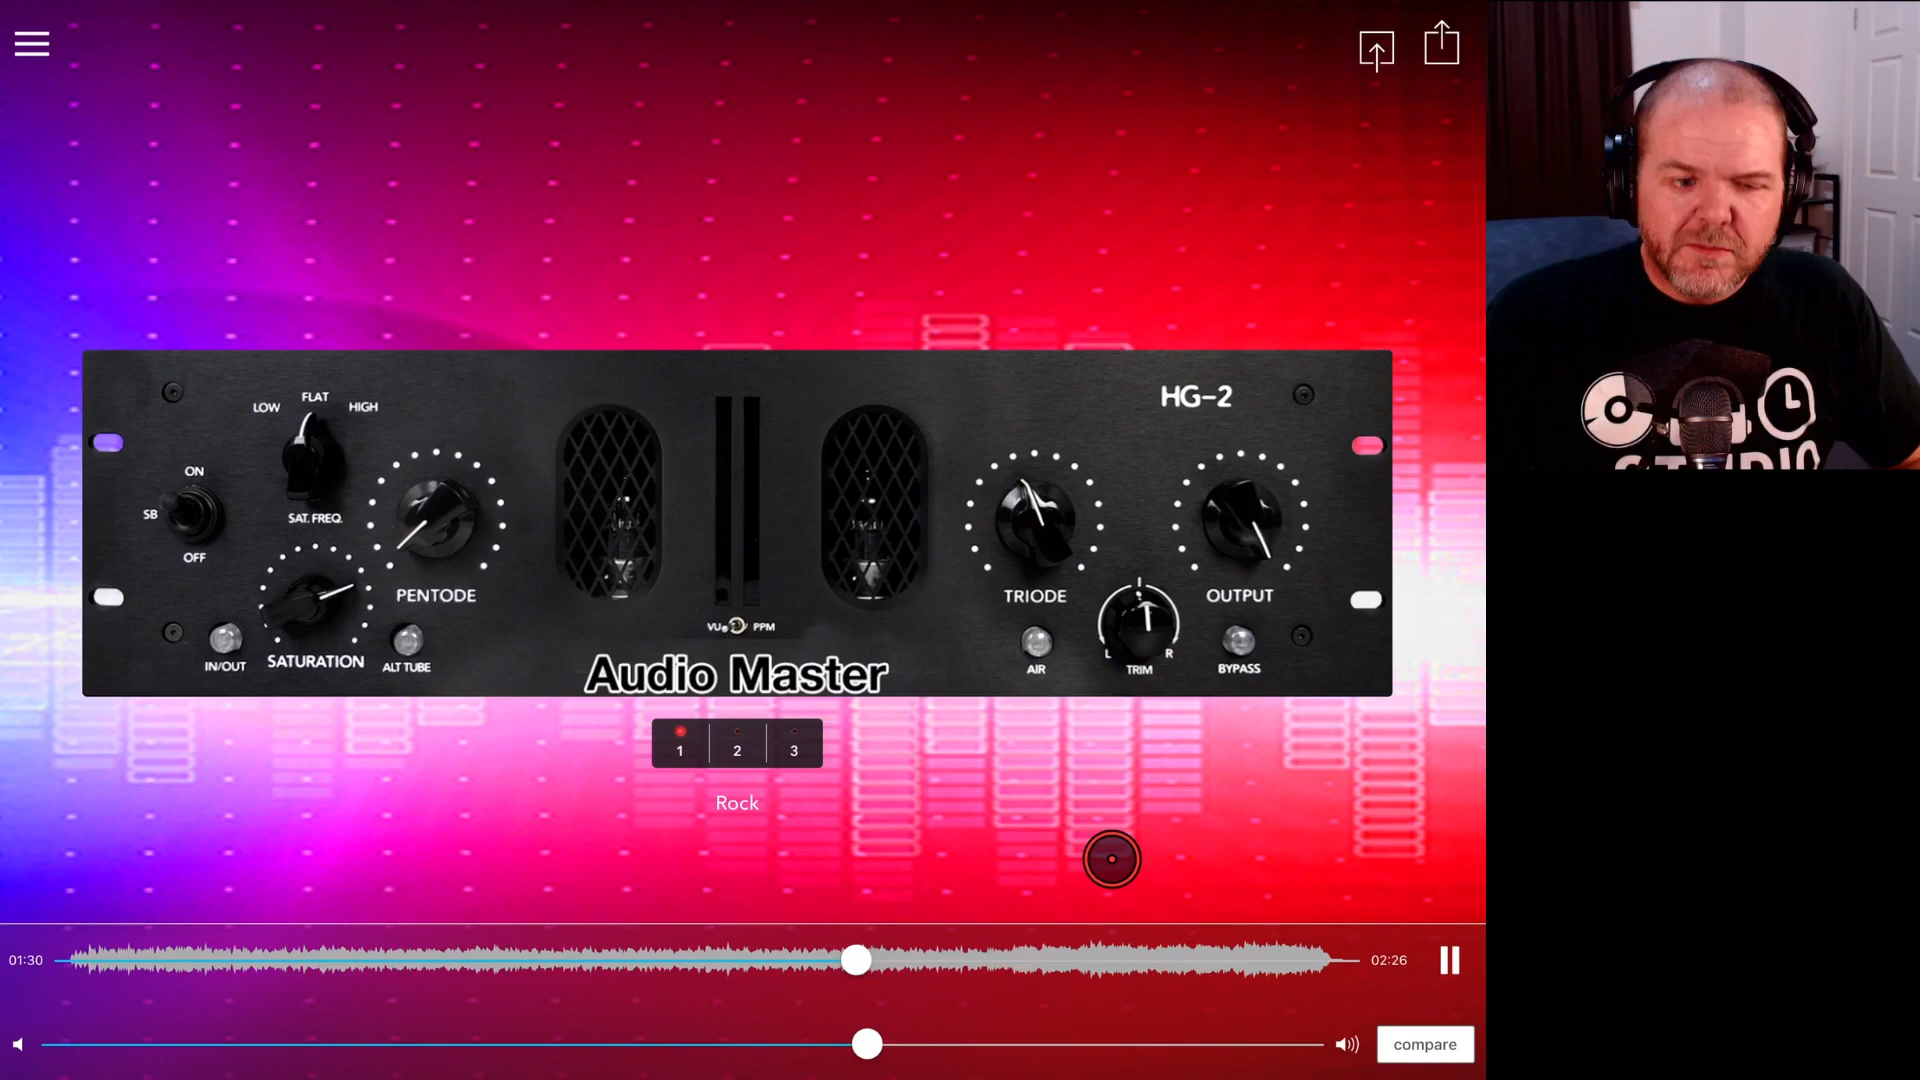 HG-2
LOW FLAT HIGH
ON
SB
OFF
SAT. FREQ.
PENTODE
TRIODE
OUTPUT
IN/OUT SATURATION ALT TUBE
VU PPM
L R
AIR TRIM BYPASS
Audio Master
1 2 3
Rock
01:30 02:26
compare